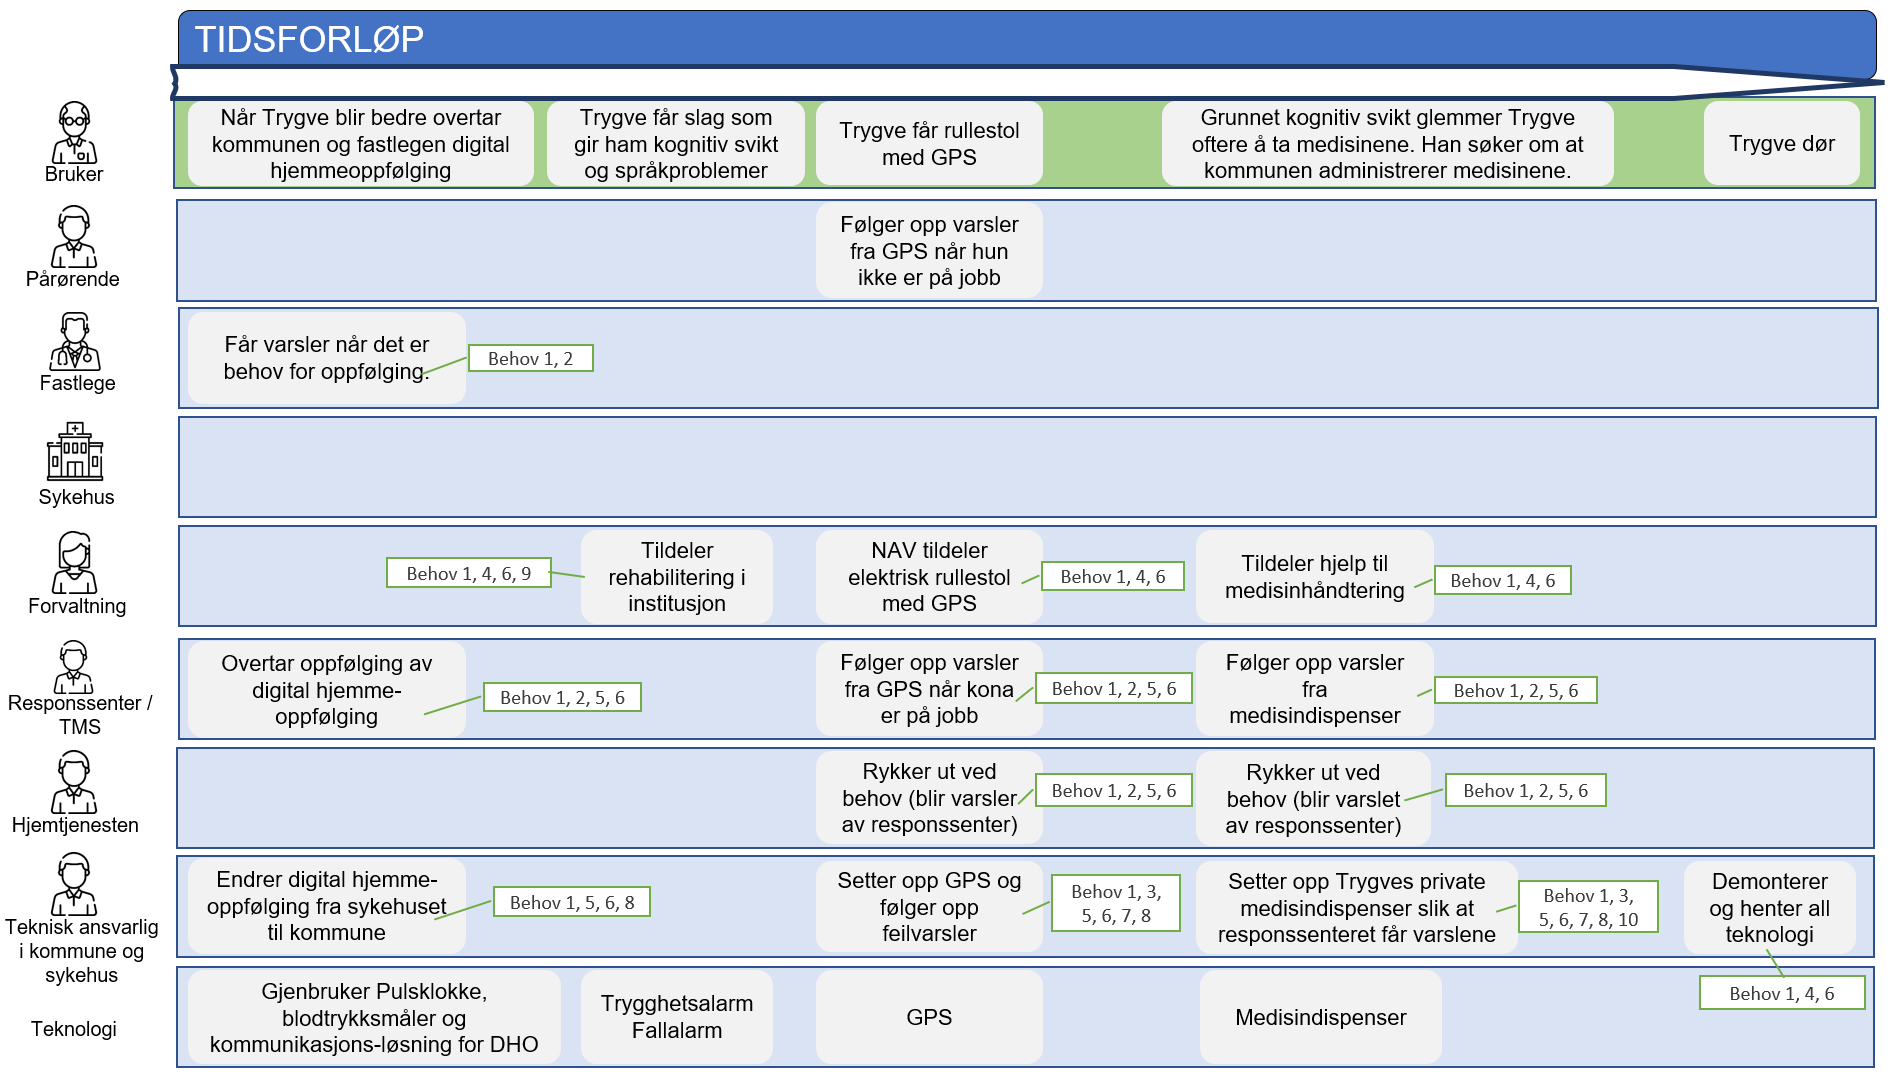 TIDSFORLØP
Bruker
Når Trygve blir bedre overtar
kommunen og fastlegen digital
hjemmeoppfølging
Trygve får slag som
gir ham kognitiv svikt
og språkproblemer
Trygve får rullestol
med GPS
Grunnet kognitiv svikt glemmer Trygve
oftere å ta medisinene. Han søker om at
kommunen administrerer medisinene.
Trygve dør
Pårørende
Følger opp varsler
fra GPS når hun
ikke er på jobb
Fastlege
Får varsler når det er
behov for oppfølging.
Behov 1, 2
Sykehus
Forvaltning
Behov 1, 4, 6, 9
Tildeler
rehabilitering i
institusjon
NAV tildeler
elektrisk rullestol
med GPS
Behov 1, 4, 6
Tildeler hjelp til
medisinhåndtering
Behov 1, 4, 6
Responssenter /
TMS
Overtar oppfølging av
digital hjemme-
oppfølging
Behov 1, 2, 5, 6
Følger opp varsler
fra GPS når kona
er på jobb
Behov 1, 2, 5, 6
Følger opp varsler
fra
medisindispenser
Behov 1, 2, 5, 6
Hjemtjenesten
Rykker ut ved
behov (blir varsler
av responssenter)
Behov 1, 2, 5, 6
Rykker ut ved
behov (blir varslet
av responssenter)
Behov 1, 2, 5, 6
Teknisk ansvarlig
i kommune og
sykehus
Endrer digital hjemme-
oppfølging fra sykehuset
til kommune
Behov 1, 5, 6, 8
Setter opp GPS og
følger opp
feilvarsler
Behov 1, 3,
5, 6, 7, 8
Setter opp Trygves private
medisindispenser slik at
responssenteret får varslene
Behov 1, 3,
5, 6, 7, 8, 10
Demonterer
og henter all
teknologi
Behov 1, 4, 6
Teknologi
Gjenbruker Pulsklokke,
blodtrykksmåler og
kommunikasjons-løsning for DHO
Trygghetsalarm
Fallalarm
GPS
Medisindispenser